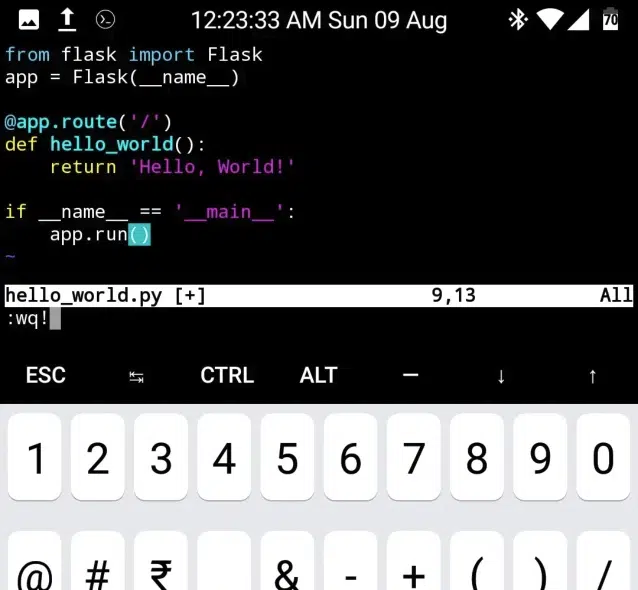 12:23:33 AM Sun 09 Aug 70
from flask import Flask
app = Flask(__name__)
@app.route('/')
def hello_world():
    return 'Hello, World!'
if __name__ == '__main__':
    app.run()
~
hello_world.py [+] 9,13 All
:wq!
ESC ↹ CTRL ALT — ↓ ↑
1 2 3 4 5 6 7 8 9 0
@ # ₹ & - + ( ) /